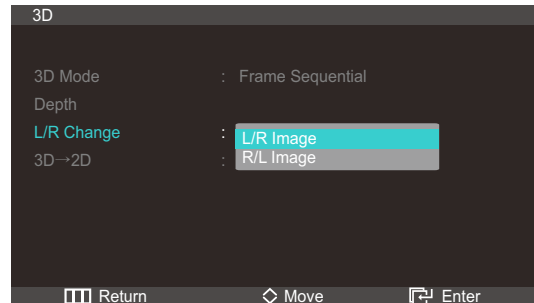 3D
3D Mode : Frame Sequential
Depth
L/R Change : L/R Image
R/L Image
3D→2D :
Return Move Enter